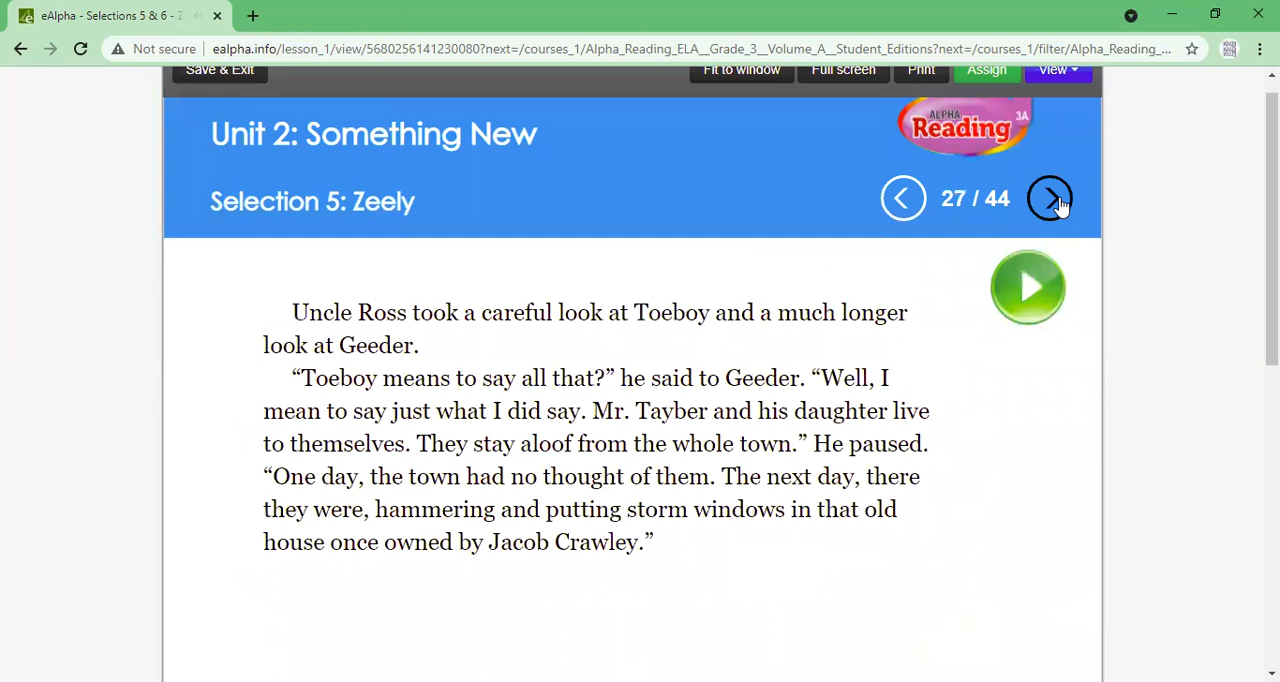 eAlpha - Selections 5 & 6 - Z
Not secure
ealpha.info/lesson_1/view/5680256141230080?next=/courses_1/Alpha_Reading_ELA__Grade_3__Volume_A__Student_Editions?next=/courses_1/filter/Alpha_Reading_...
Save & Exit
Fit to window
Full screen
Print
Assign
View
Unit 2: Something New
ALPHA
Reading
3A
Selection 5: Zeely
27 / 44
Uncle Ross took a careful look at Toeboy and a much longer
look at Geeder.
“Toeboy means to say all that?” he said to Geeder. “Well, I
mean to say just what I did say. Mr. Tayber and his daughter live
to themselves. They stay aloof from the whole town.” He paused.
“One day, the town had no thought of them. The next day, there
they were, hammering and putting storm windows in that old
house once owned by Jacob Crawley.”